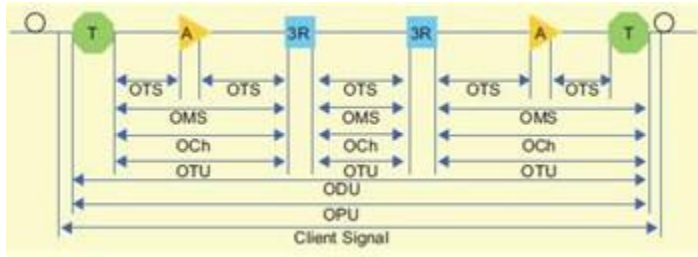 T A 3R 3R A T
OTS OTS OTS OTS OTS
OMS OMS OMS
OCh OCh OCh
OTU OTU OTU
ODU
OPU
Client Signal